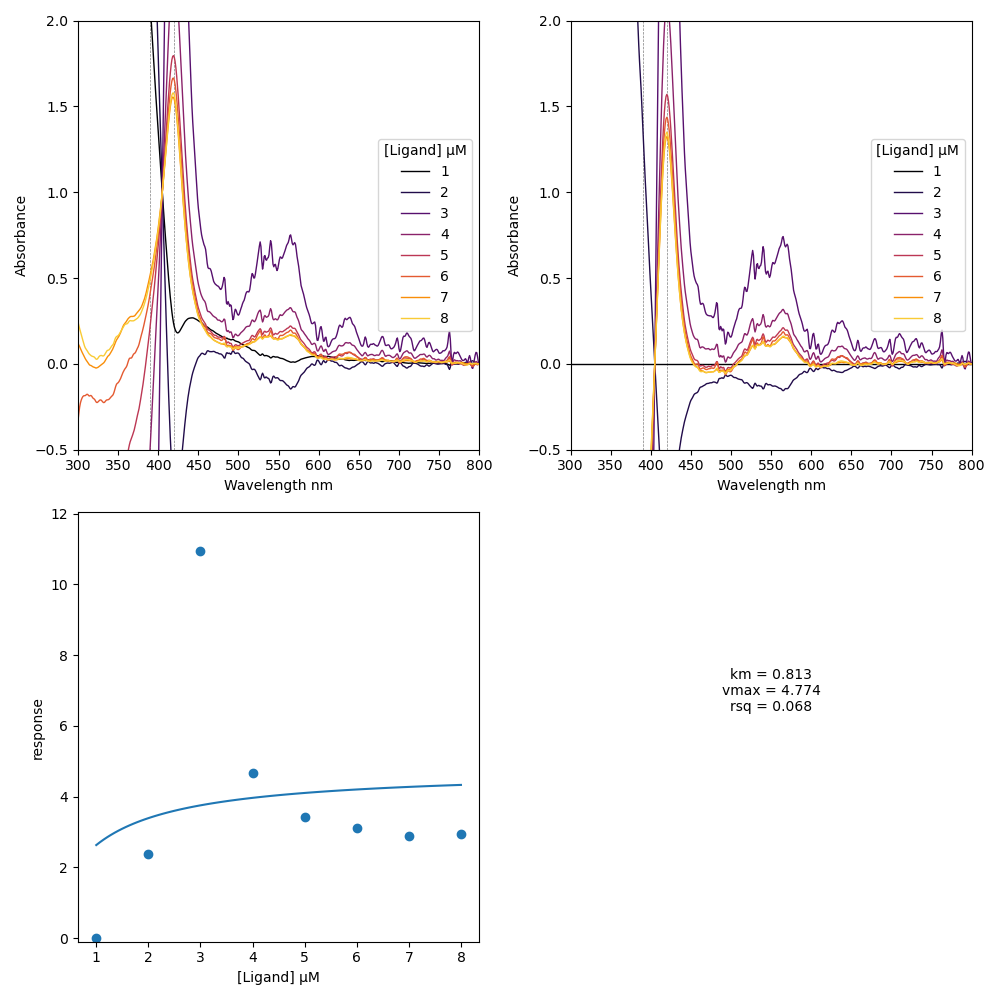 2.0
1.5
1.0
0.5
0.0
−0.5
Absorbance
[Ligand] μM
1
2
3
4
5
6
7
8
300 350 400 450 500 550 600 650 700 750 800
Wavelength nm
2.0
1.5
1.0
0.5
0.0
−0.5
Absorbance
[Ligand] μM
1
2
3
4
5
6
7
8
300 350 400 450 500 550 600 650 700 750 800
Wavelength nm
12
10
8
6
4
2
0
response
1 2 3 4 5 6 7 8
[Ligand] μM
km = 0.813
vmax = 4.774
rsq = 0.068